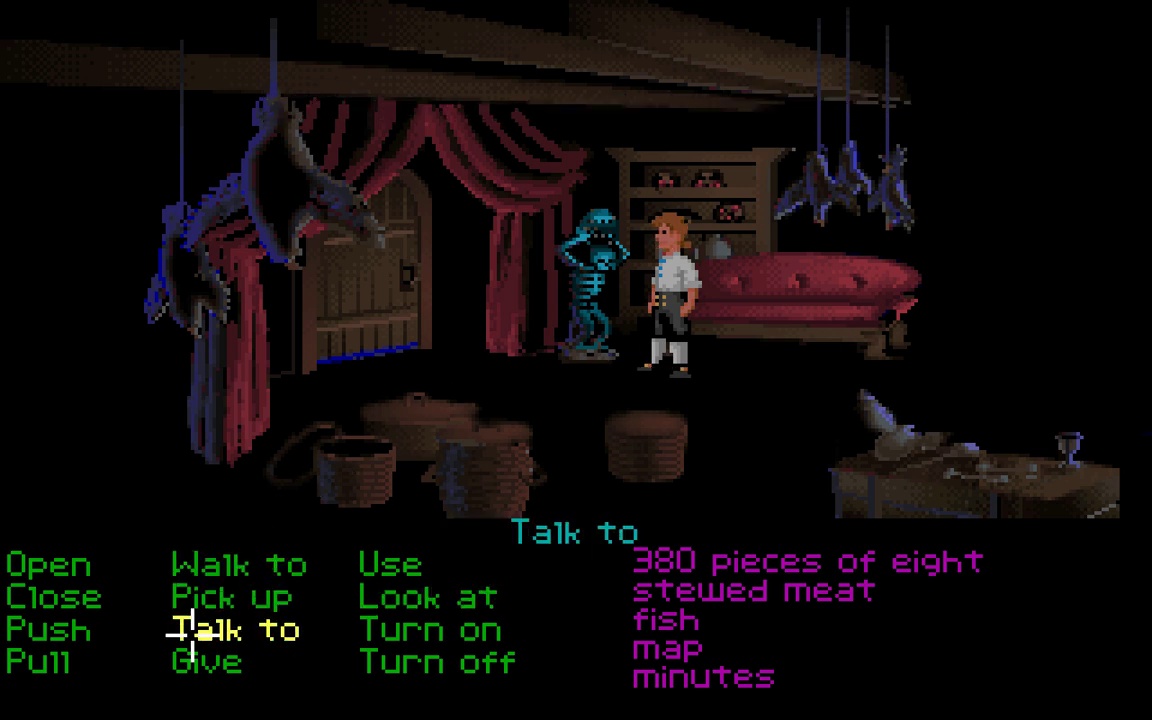 Talk to
Open Walk to Use 380 pieces of eight
Close Pick up Look at stewed meat
Push Talk to Turn on fish
Pull Give Turn off map
minutes